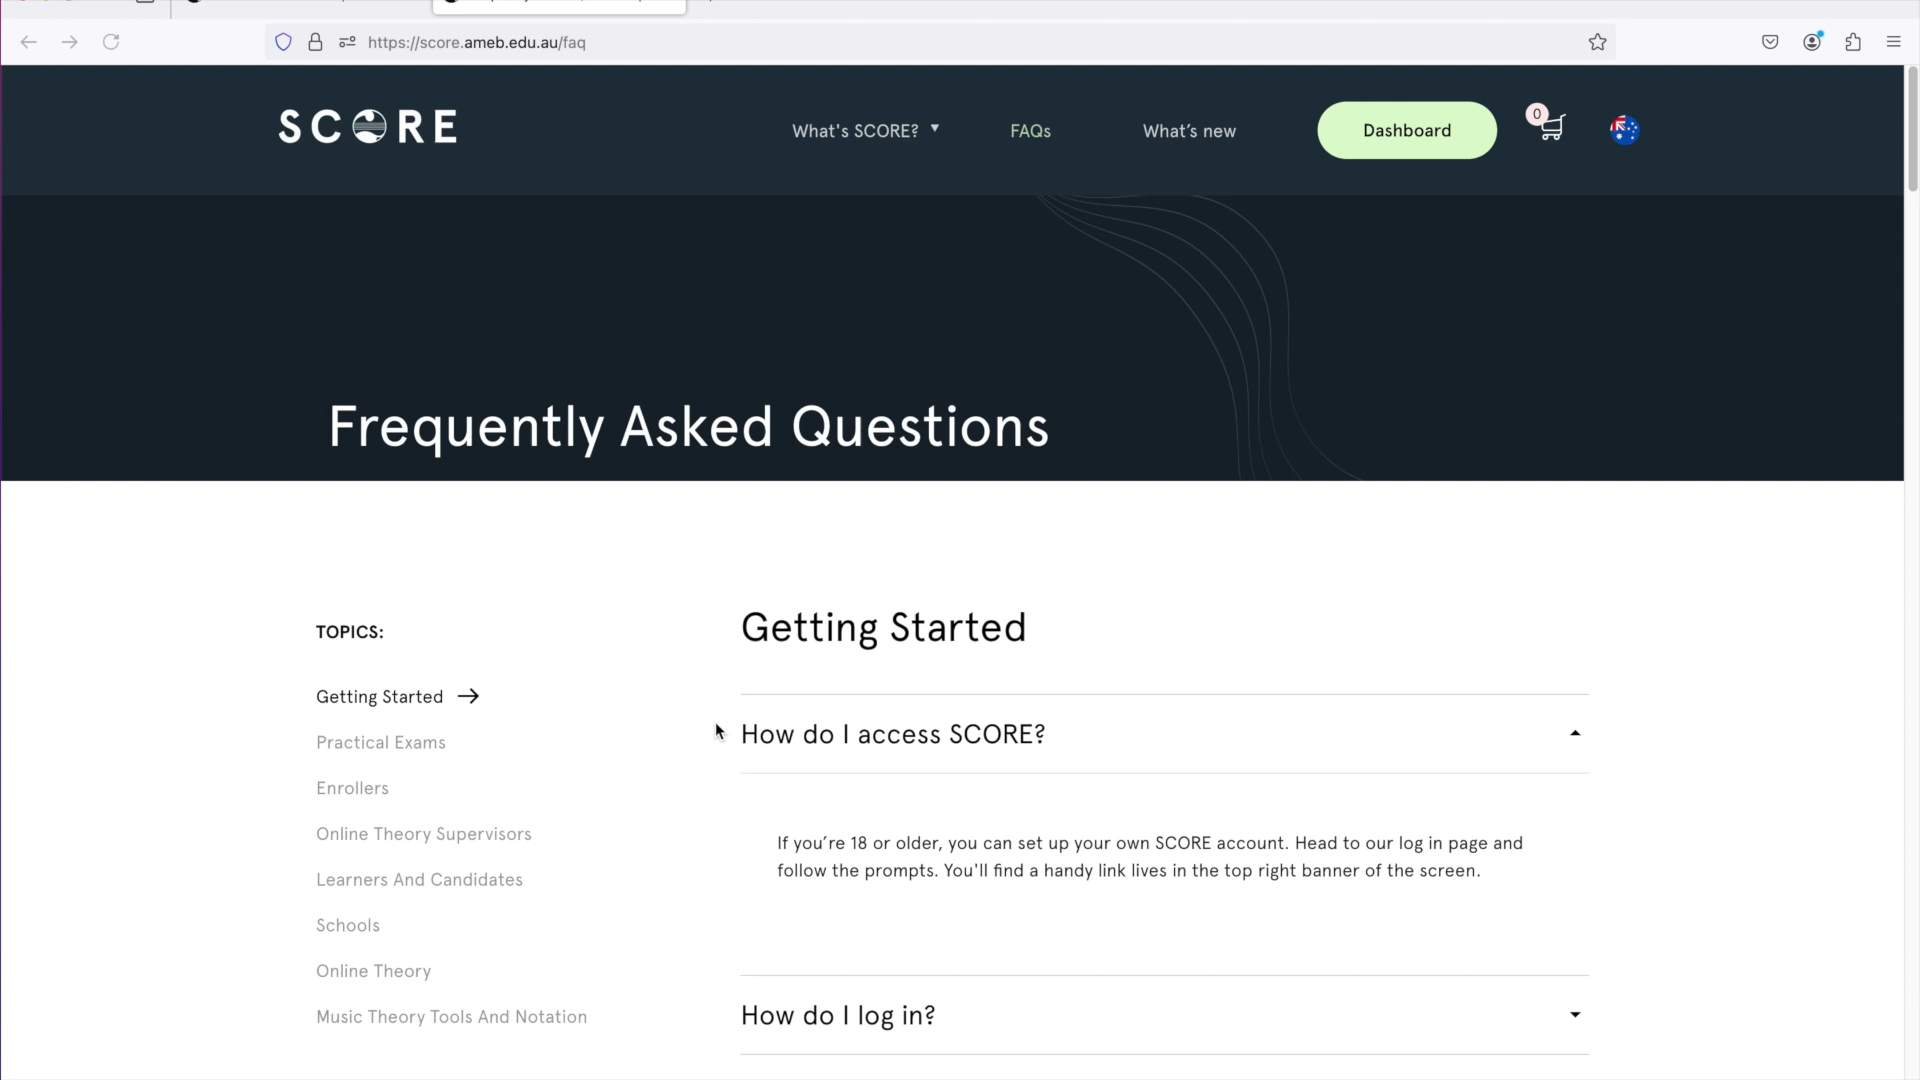 https://score.ameb.edu.au/faq
SCORE
What's SCORE?
FAQs
What's new
Dashboard
0
Frequently Asked Questions
TOPICS:
Getting Started
Practical Exams
Enrollers
Online Theory Supervisors
Learners And Candidates
Schools
Online Theory
Music Theory Tools And Notation
Getting Started
How do I access SCORE?
If you’re 18 or older, you can set up your own SCORE account. Head to our log in page and
follow the prompts. You'll find a handy link lives in the top right banner of the screen.
How do I log in?